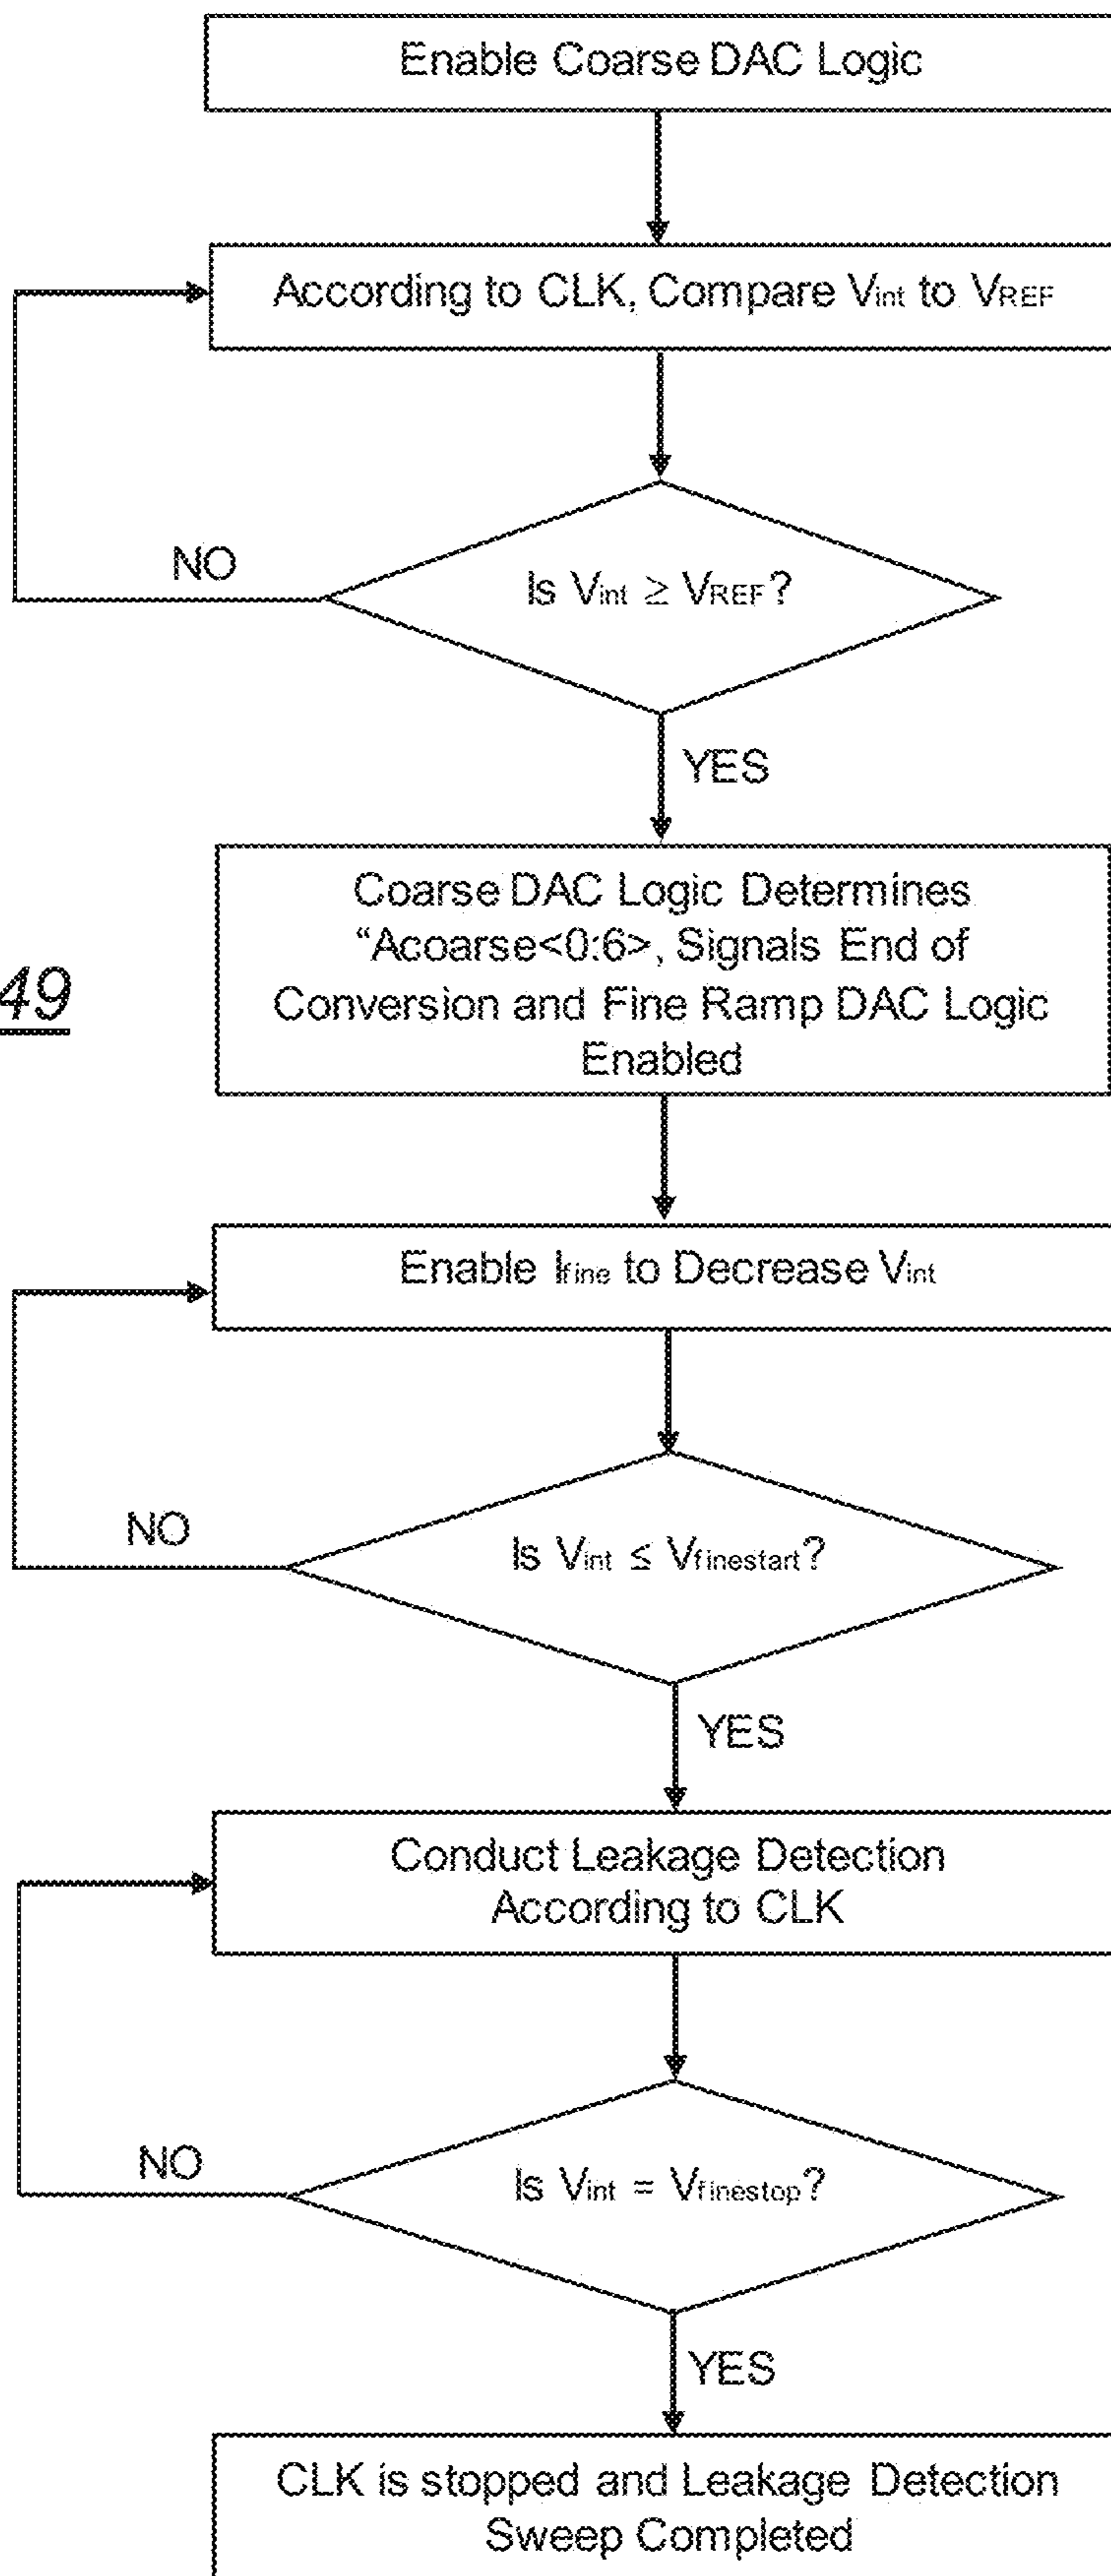 Enable Coarse DAC Logic
According to CLK, Compare Vint to VREF
NO
Is Vint ≥ VREF?
YES
Coarse DAC Logic Determines
“Acoarse<0:6>, Signals End of
Conversion and Fine Ramp DAC Logic
Enabled
49
Enable Ifine to Decrease Vint
NO
Is Vint ≤ Vfinestart?
YES
Conduct Leakage Detection
According to CLK
NO
Is Vint = Vfinestop?
YES
CLK is stopped and Leakage Detection
Sweep Completed